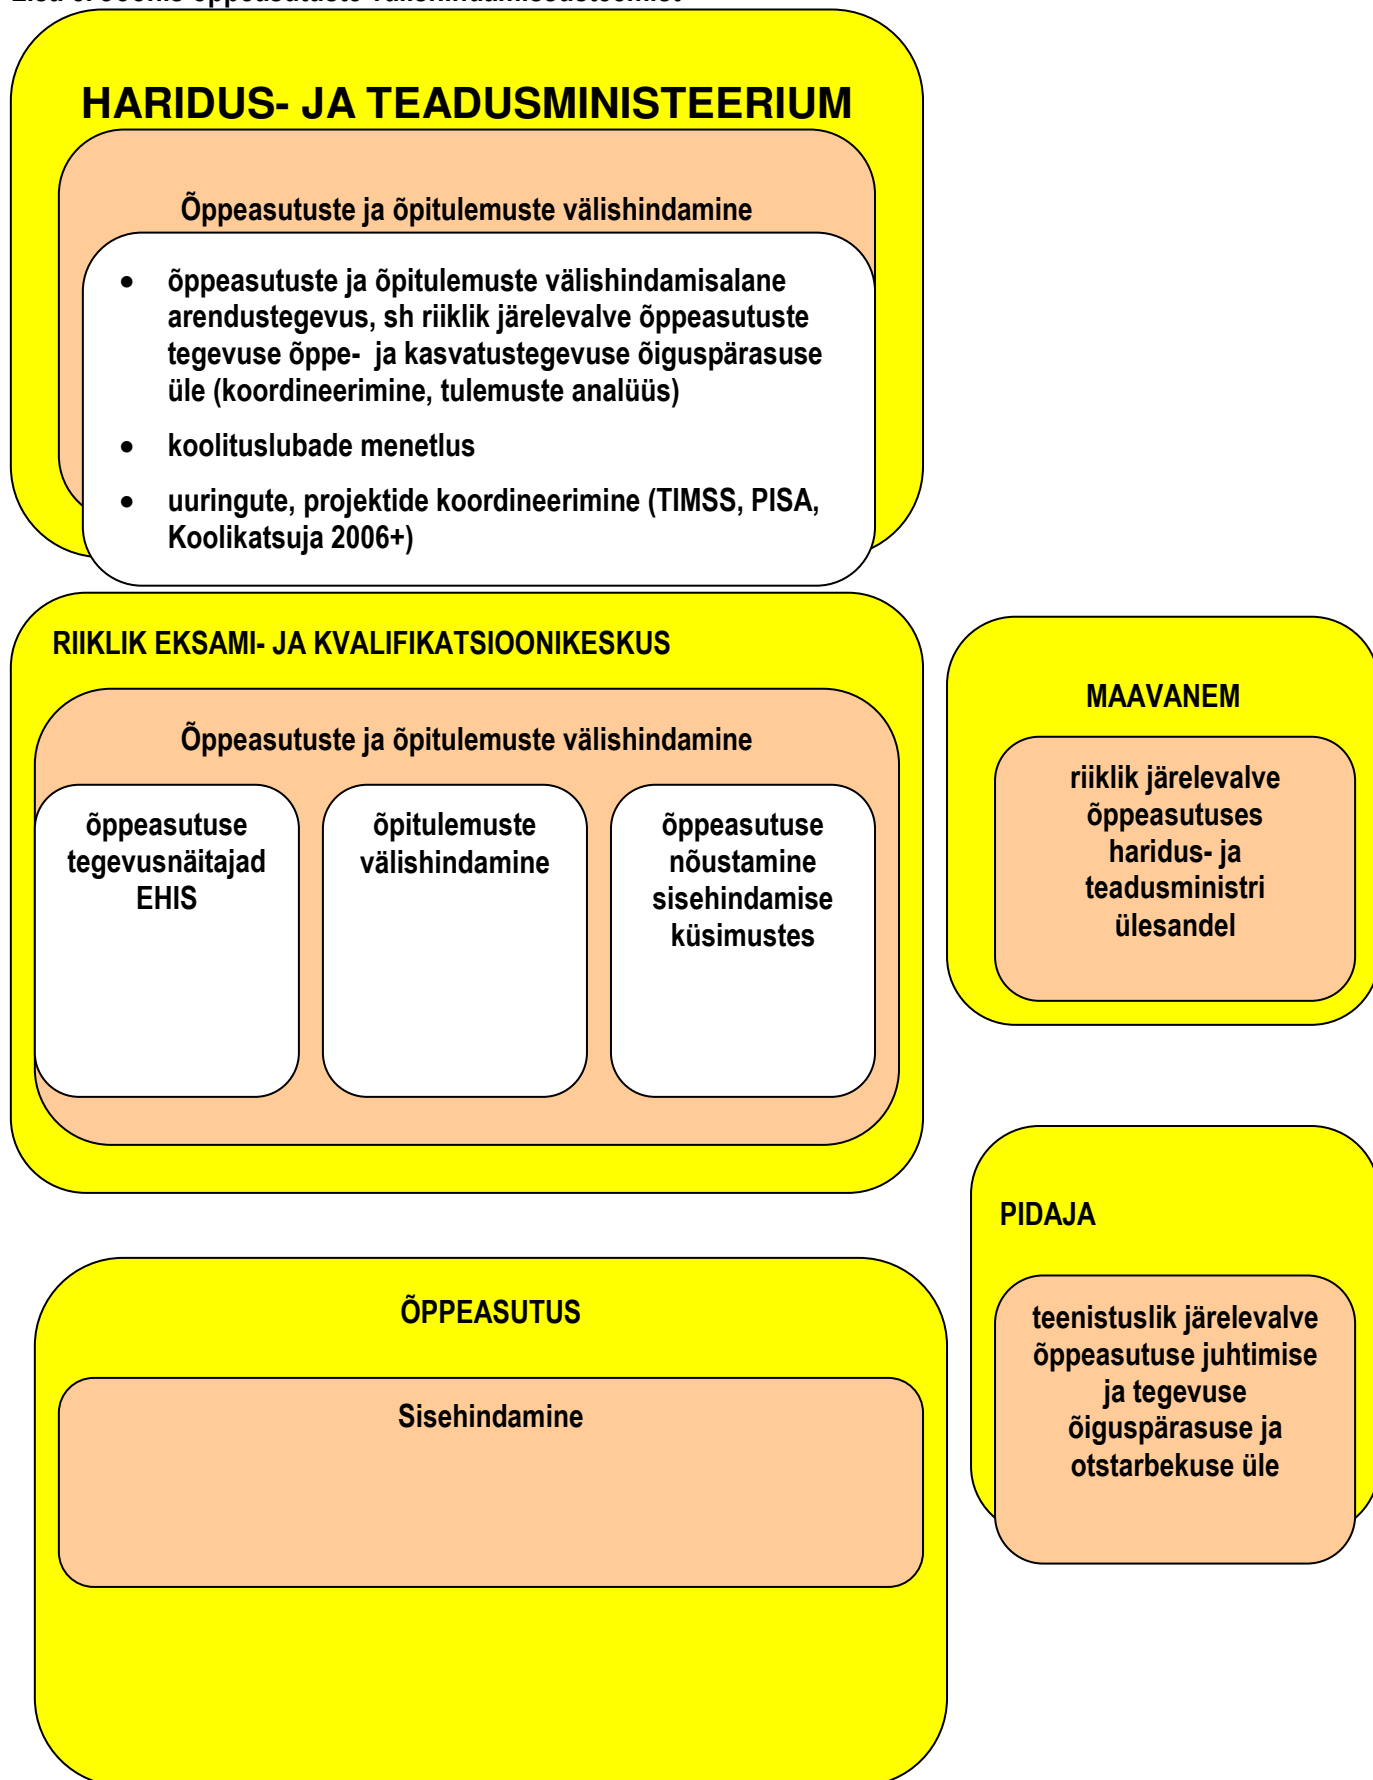 HARIDUS- JA TEADUSMINISTEERIUM
Õppeasutuste ja õpitulemuste välishindamine
• õppeasutuste ja õpitulemuste välishindamisalane
arendustegevus, sh riiklik järelevalve õppeasutuste
tegevuse õppe- ja kasvatustegevuse õiguspärasuse
üle (koordineerimine, tulemuste analüüs)
• koolituslubade menetlus
• uuringute, projektide koordineerimine (TIMSS, PISA,
Koolikatsuja 2006+)
RIIKLIK EKSAMI- JA KVALIFIKATSIOONIKESKUS
Õppeasutuste ja õpitulemuste välishindamine
õppeasutuse
tegevusnäitajad
EHIS
õpitulemuste
välishindamine
õppeasutuse
nõustamine
sisehindamise
küsimustes
MAAVANEM
riiklik järelevalve
õppeasutuses
haridus- ja
teadusministri
ülesandel
PIDAJA
teenistuslik järelevalve
õppeasutuse juhtimise
ja tegevuse
õiguspärasuse ja
otstarbekuse üle
ÕPPEASUTUS
Sisehindamine